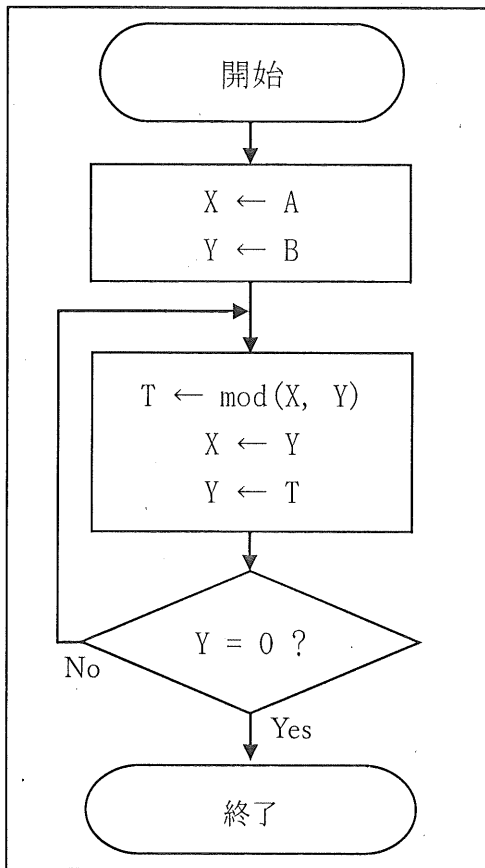 開始
X ← A
Y ← B
T ← mod(X, Y)
X ← Y
Y ← T
Y = 0 ?
No
Yes
終了